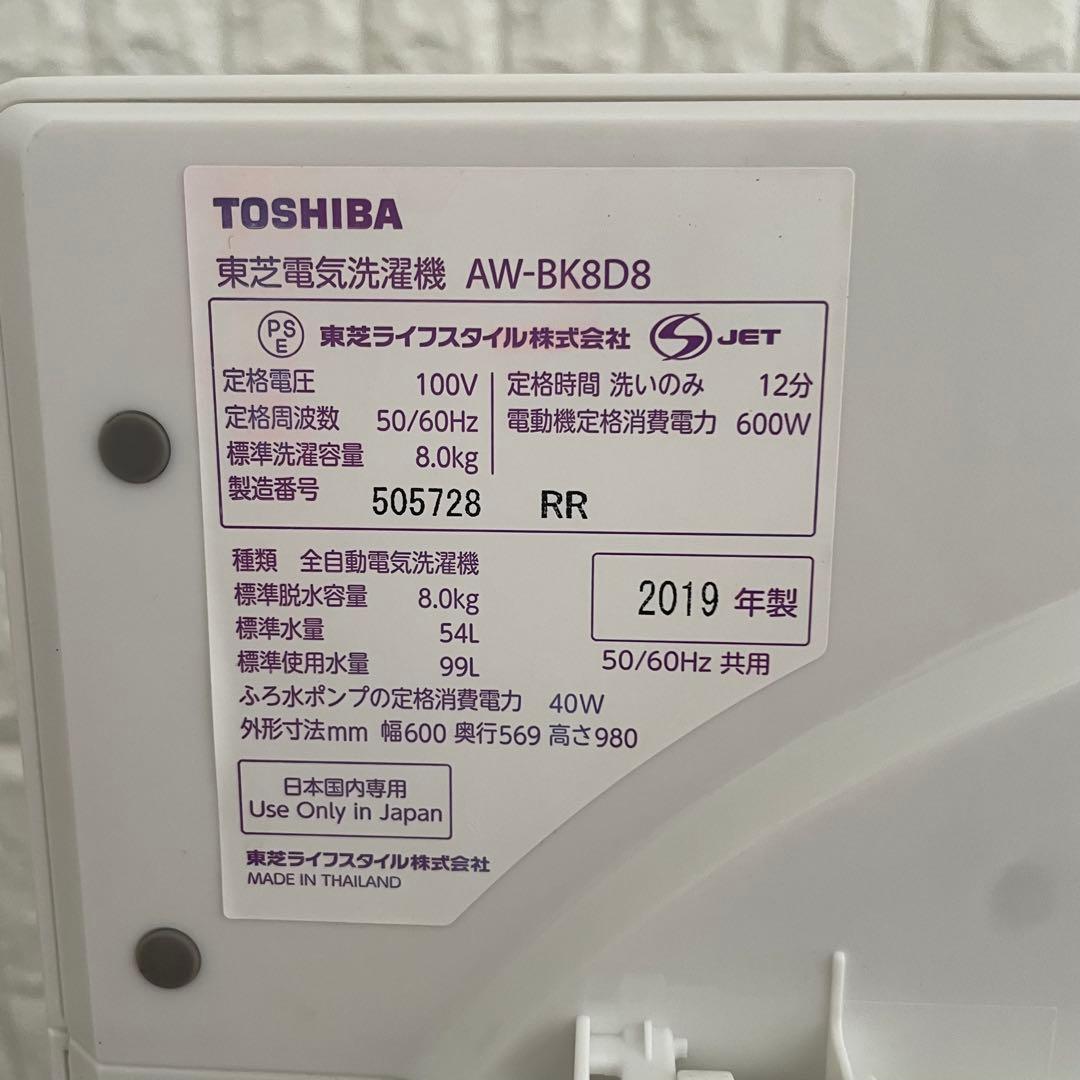 TOSHIBA
東芝電気洗濯機 AW-BK8D8
PSE 東芝ライフスタイル株式会社 S JET
定格電圧 100V
定格周波数 50/60Hz
標準洗濯容量 8.0kg
定格時間 洗いのみ 12分
電動機定格消費電力 600W
製造番号 505728 RR
種類 全自動電気洗濯機
標準脱水容量 8.0kg
標準水量 54L
標準使用水量 99L
2019 年製
50/60Hz 共用
ふろ水ポンプの定格消費電力 40W
外形寸法mm 幅600 奥行569 高さ980
日本国内専用
Use Only in Japan
東芝ライフスタイル株式会社
MADE IN THAILAND